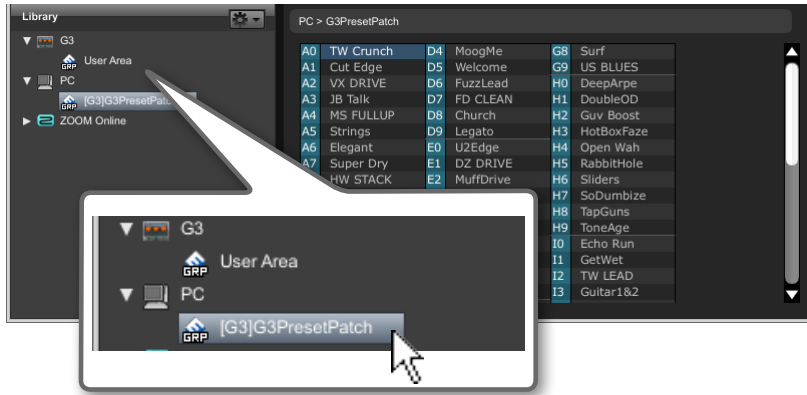 Library
G3
GRP User Area
PC
GRP [G3]G3PresetPatch
ZOOM Online
PC > G3PresetPatch
A0 TW Crunch D4 MoogMe G8 Surf
A1 Cut Edge D5 Welcome G9 US BLUES
A2 VX DRIVE D6 FuzzLead H0 DeepArpe
A3 JB Talk D7 FD CLEAN H1 DoubleOD
A4 MS FULLUP D8 Church H2 Guv Boost
A5 Strings D9 Legato H3 HotBoxFaze
A6 Elegant E0 U2Edge H4 Open Wah
A7 Super Dry E1 DZ DRIVE H5 RabbitHole
HW STACK E2 MuffDrive H6 Sliders
H7 SoDumbize
H8 TapGuns
H9 ToneAge
I0 Echo Run
I1 GetWet
I2 TW LEAD
I3 Guitar1&2
G3
GRP User Area
PC
GRP [G3]G3PresetPatch